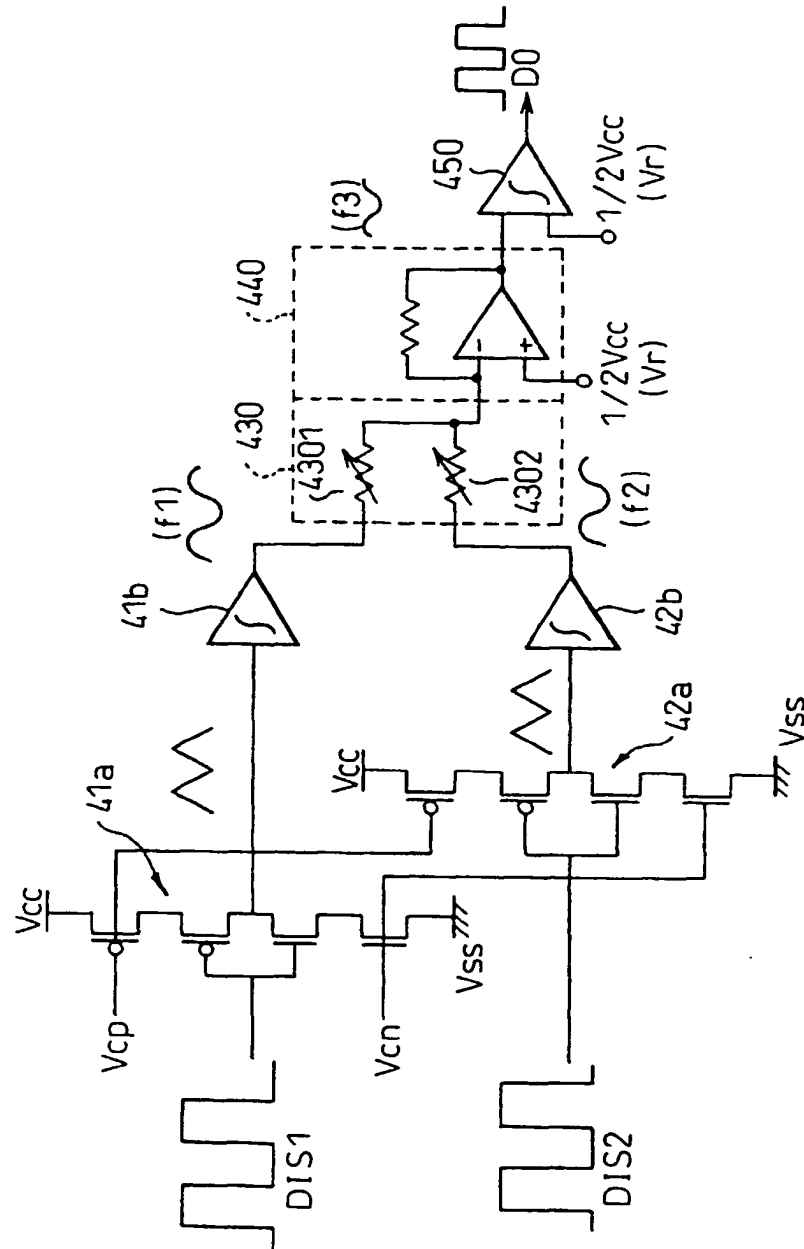 DIS1
DIS2
Vcp
Vcn
Vcc
41a
Vss
Vcc
42a
Vss
41b
(f1)
42b
(f2)
430
4301
4302
440
-
+
1/2Vcc
(Vr)
(f3)
450
1/2Vcc
(Vr)
D0